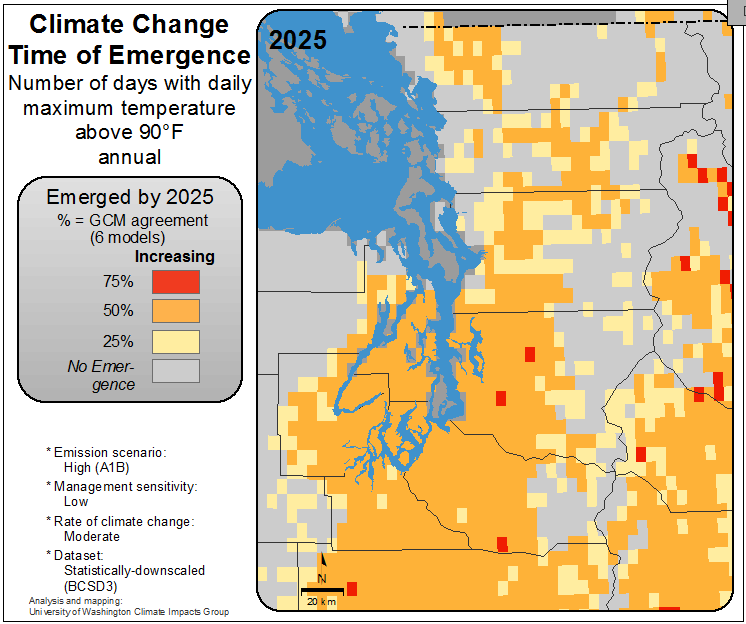 Climate Change
Time of Emergence
Number of days with daily
maximum temperature
above 90°F
annual
2025
Emerged by 2025
% = GCM agreement
(6 models)
Increasing
75%
50%
25%
No Emer-
gence
* Emission scenario:
High (A1B)
* Management sensitivity:
Low
* Rate of climate change:
Moderate
* Dataset:
Statistically-downscaled
(BCSD3)
Analysis and mapping:
University of Washington Climate Impacts Group
N
20 km